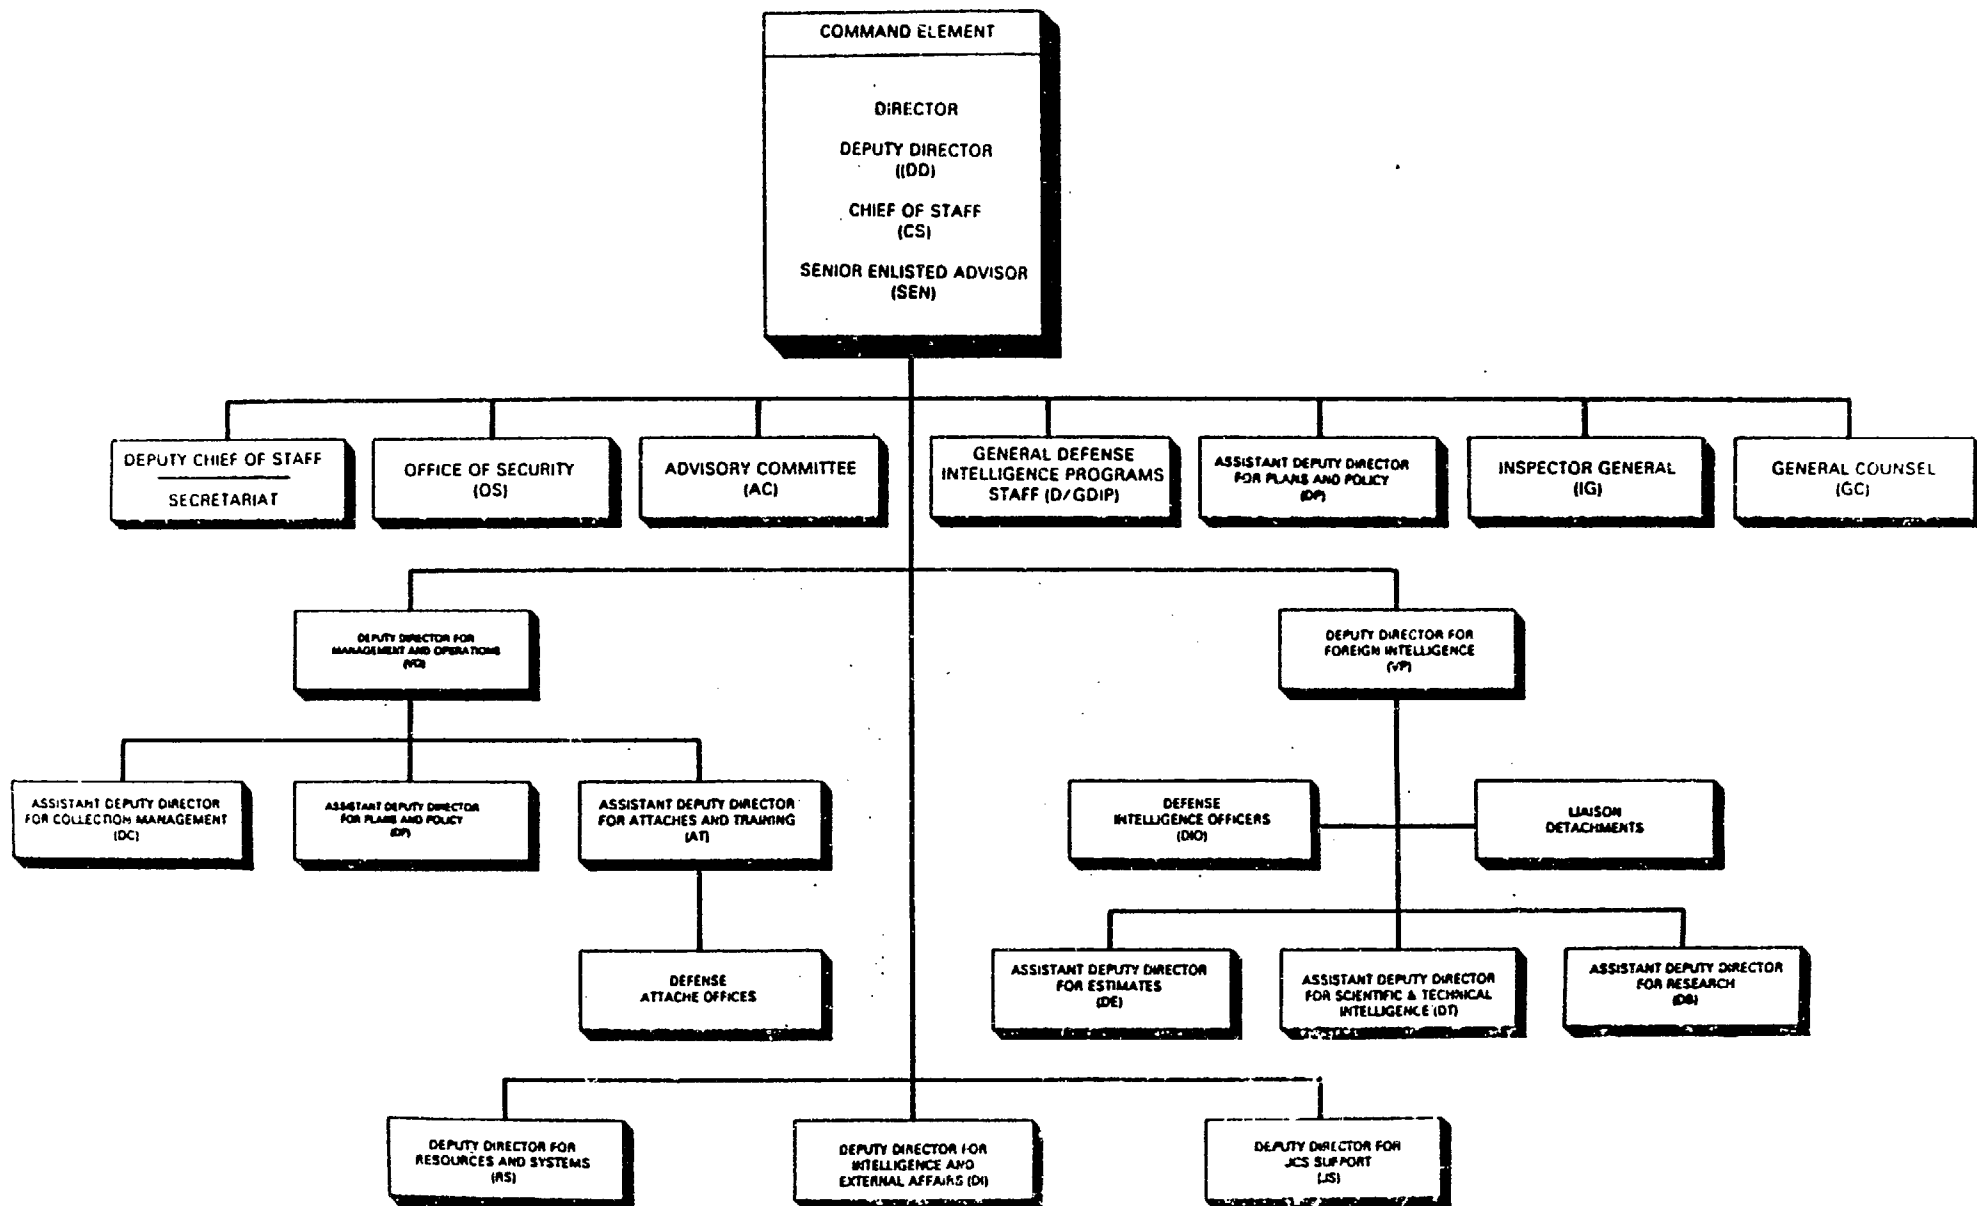 COMMAND ELEMENT
DIRECTOR
DEPUTY DIRECTOR
((DD)
CHIEF OF STAFF
(CS)
SENIOR ENLISTED ADVISOR
(SEN)
DEPUTY CHIEF OF STAFF
SECRETARIAT
OFFICE OF SECURITY
(OS)
ADVISORY COMMITTEE
(AC)
GENERAL DEFENSE
INTELLIGENCE PROGRAMS
STAFF (D/GDIP)
ASSISTANT DEPUTY DIRECTOR
FOR PLANS AND POLICY
(DP)
INSPECTOR GENERAL
(IG)
GENERAL COUNSEL
(GC)
DEPUTY DIRECTOR FOR
MANAGEMENT AND OPERATIONS
DEPUTY DIRECTOR FOR
FOREIGN INTELLIGENCE
(VP)
ASSISTANT DEPUTY DIRECTOR
FOR COLLECTION MANAGEMENT
(DC)
ASSISTANT DEPUTY DIRECTOR
FOR PLANS AND POLICY
(DP)
ASSISTANT DEPUTY DIRECTOR
FOR ATTACHES AND TRAINING
(AT)
DEFENSE
INTELLIGENCE OFFICERS
(DIO)
LIAISON
DETACHMENTS
DEFENSE
ATTACHE OFFICES
ASSISTANT DEPUTY DIRECTOR
FOR ESTIMATES
(DE)
ASSISTANT DEPUTY DIRECTOR
FOR SCIENTIFIC & TECHNICAL
INTELLIGENCE (DT)
ASSISTANT DEPUTY DIRECTOR
FOR RESEARCH
(DB)
DEPUTY DIRECTOR FOR
RESOURCES AND SYSTEMS
(RS)
DEPUTY DIRECTOR FOR
INTELLIGENCE AND
EXTERNAL AFFAIRS (DI)
DEPUTY DIRECTOR FOR
JCS SUPPORT
(JS)